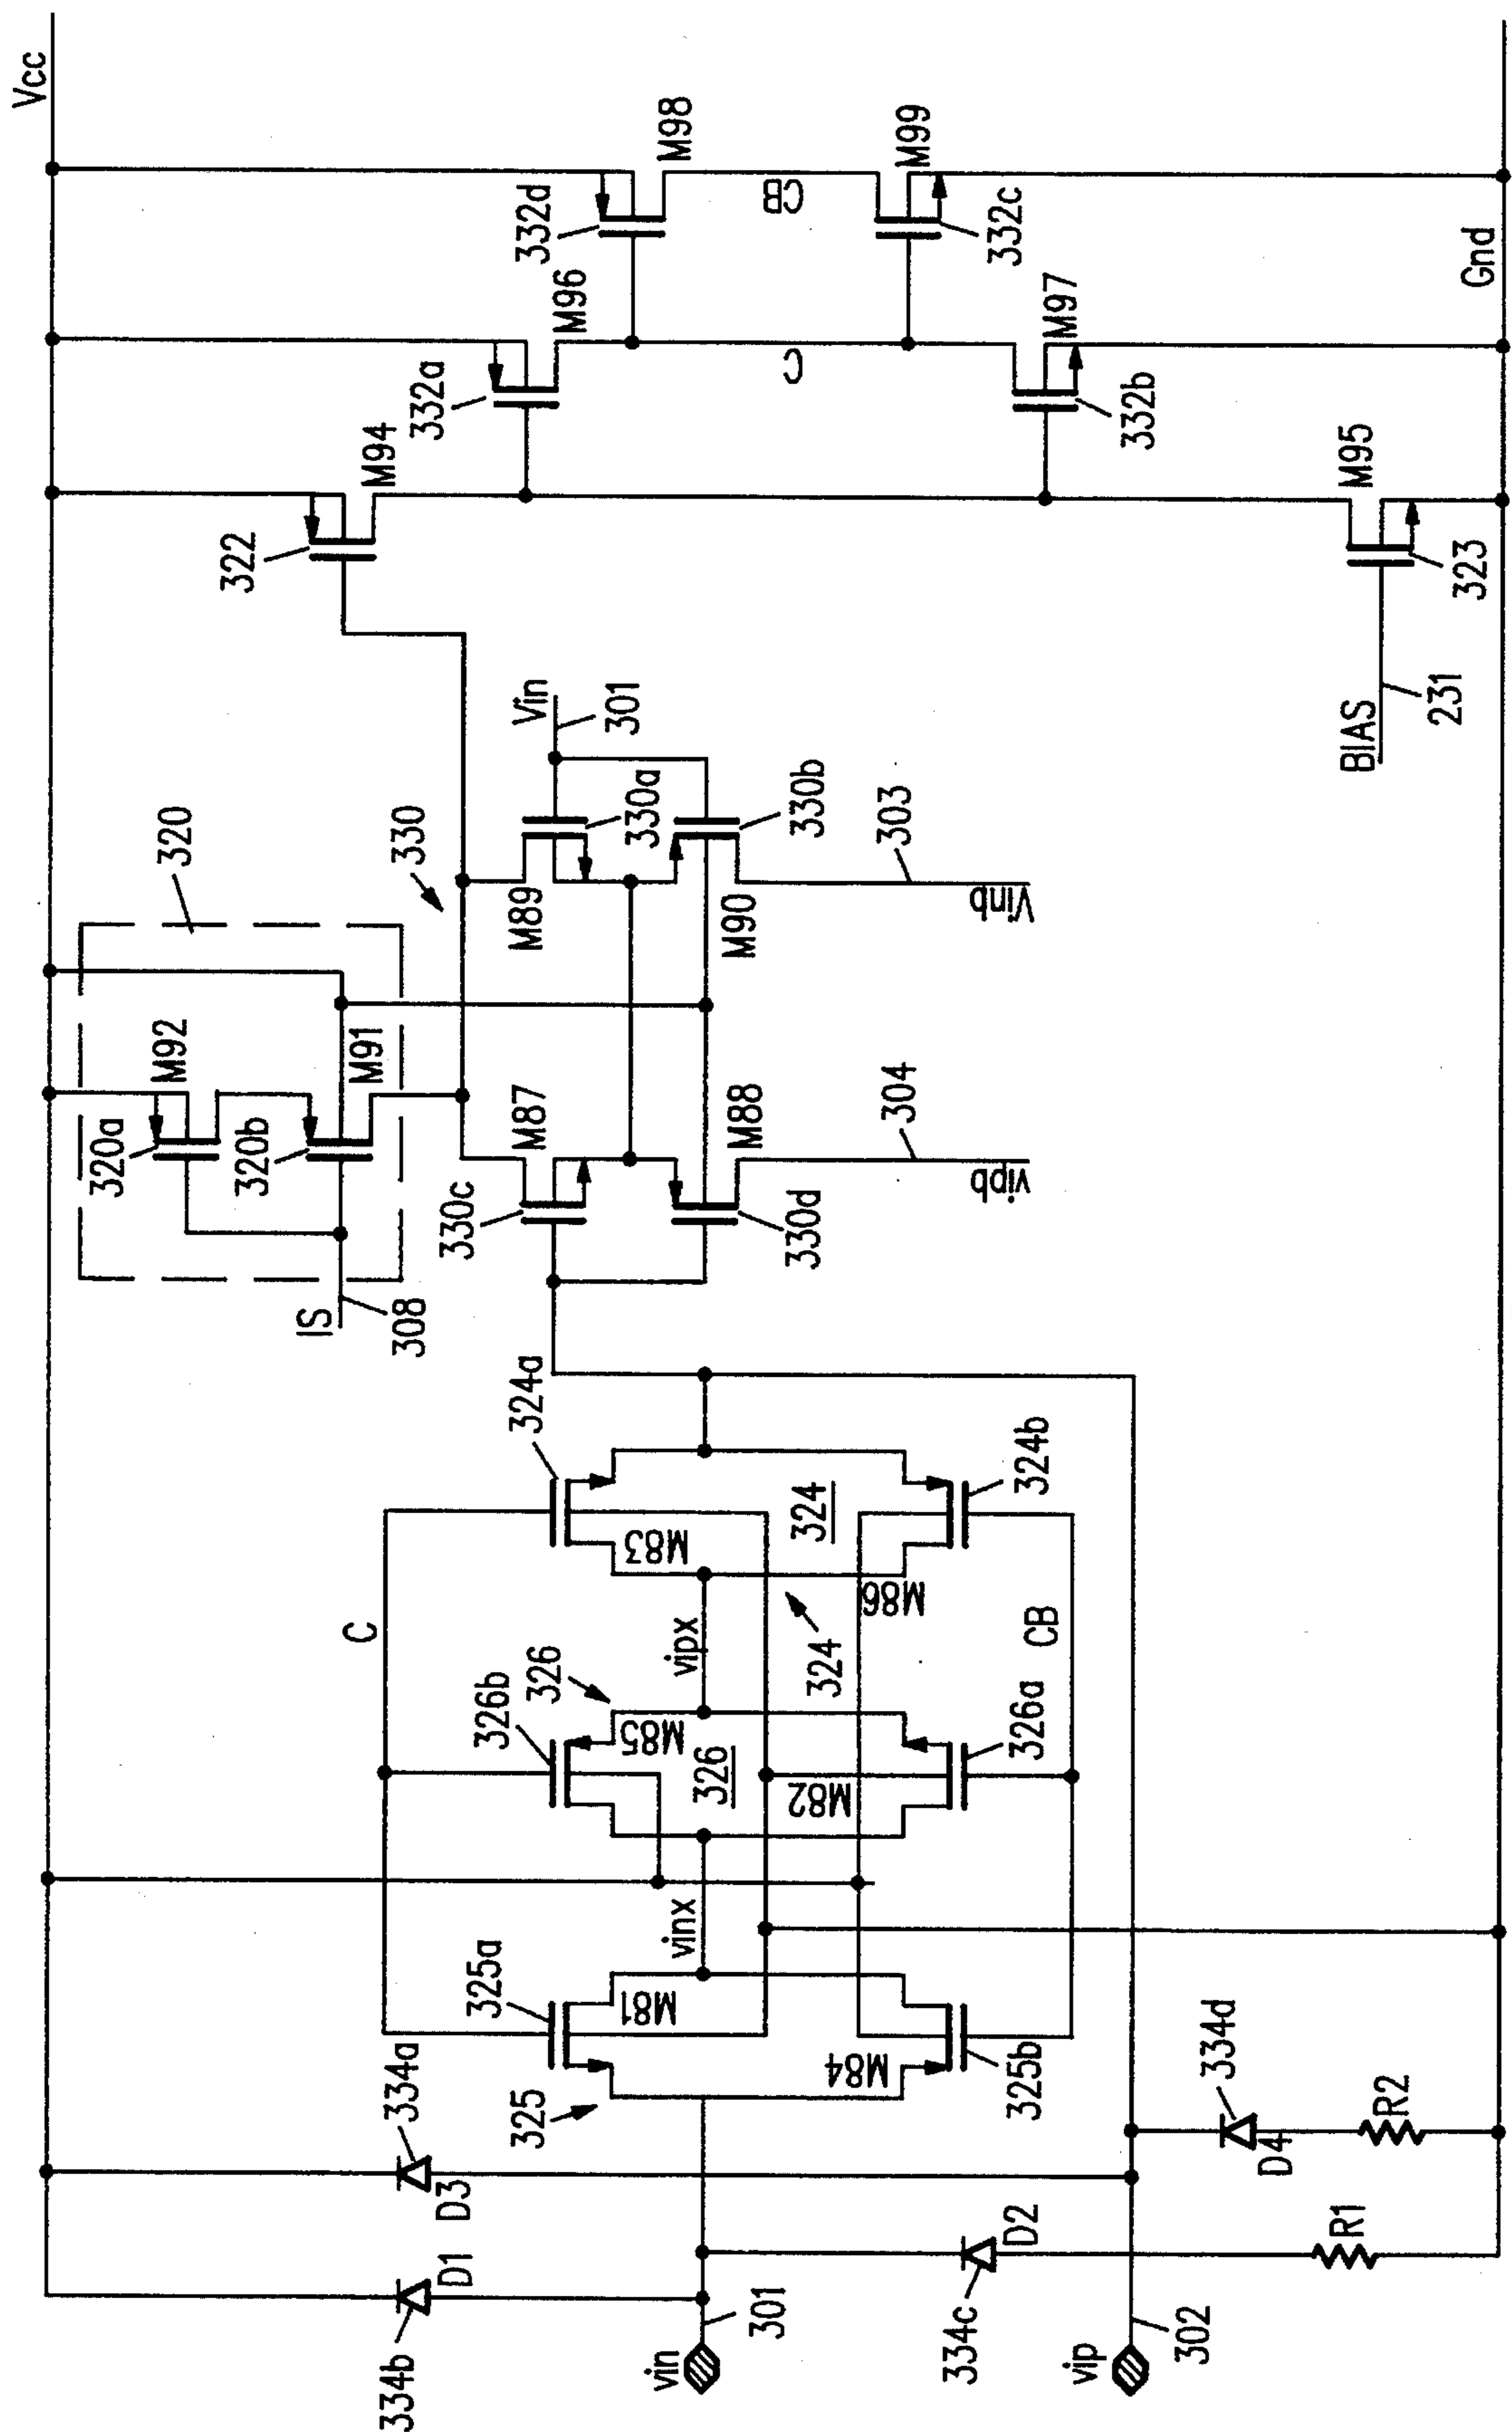 Vcc
M98
332d
CB
M99
332c
Gnd
M96
332a
C
M97
332b
M94
322
M95
323
BIAS
231
Vin
301
330a
330b
303
Vinb
M89
M90
330
320
M92
320a
M91
320b
IS
308
M87
330c
M88
330d
304
vipb
324a
M83
324
324b
M86
324
vipx
C
CB
326b
326
M85
326
M82
326a
vinx
325a
M81
325
M84
325b
334a
D3
334d
D4
R2
334b
D1
334c
D2
R1
vin
301
vip
302